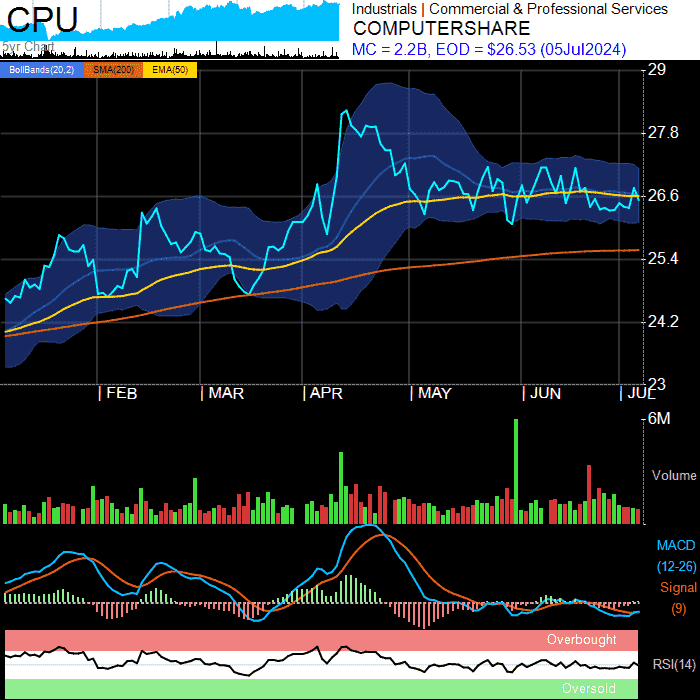 CPU
5yr Chart
Industrials | Commercial & Professional Services
COMPUTERSHARE
MC = 2.2B, EOD = $26.53 (05Jul2024)
BollBands(20,2) SMA(200) EMA(50)
29
27.8
26.6
25.4
24.2
23
| FEB | MAR | APR | MAY | JUN | JUL
6M
Volume
MACD
(12-26)
Signal
(9)
Overbought
RSI(14)
Oversold